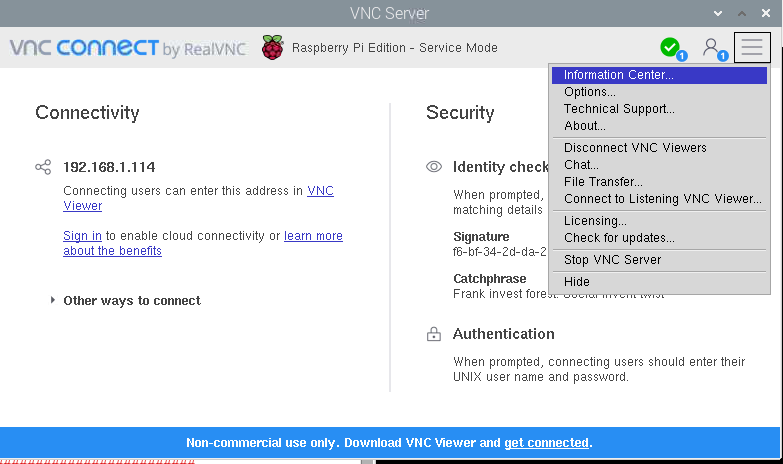 VNC Server
vnc connect by RealVNC
Raspberry Pi Edition - Service Mode
1
1
Information Center...
Options...
Technical Support...
About...
Disconnect VNC Viewers
Chat...
File Transfer...
Connect to Listening VNC Viewer...
Licensing...
Check for updates...
Stop VNC Server
Hide
Connectivity
192.168.1.114
Connecting users can enter this address in VNC
Viewer
Sign in to enable cloud connectivity or learn more
about the benefits
Other ways to connect
Security
Identity check
When prompted,
matching details
Signature
f6-bf-34-2d-da-2
Catchphrase
Frank invest forest. Social invent twist
Authentication
When prompted, connecting users should enter their
UNIX user name and password.
Non-commercial use only. Download VNC Viewer and get connected.